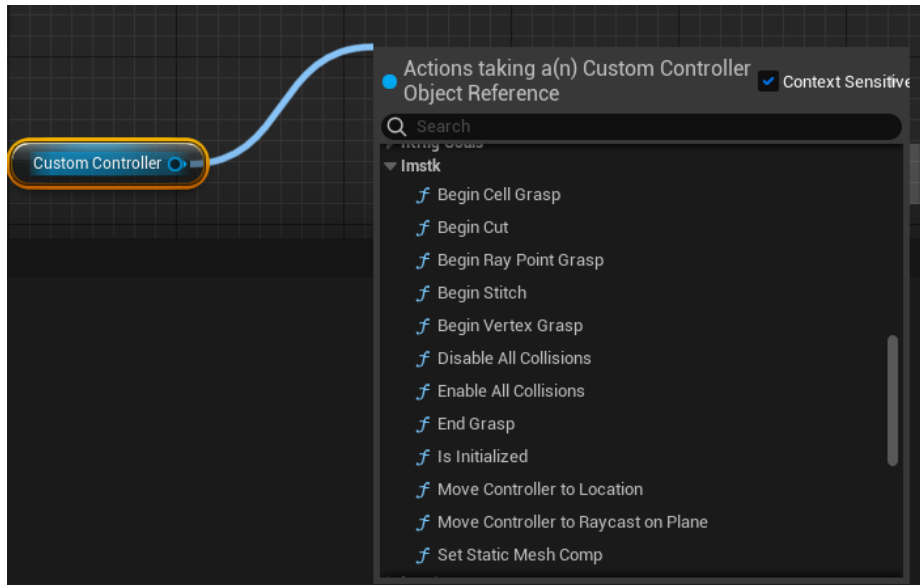 Actions taking a(n) Custom Controller
Object Reference
Context Sensitive
Search
Custom Controller
Imstk
f Begin Cell Grasp
f Begin Cut
f Begin Ray Point Grasp
f Begin Stitch
f Begin Vertex Grasp
f Disable All Collisions
f Enable All Collisions
f End Grasp
f Is Initialized
f Move Controller to Location
f Move Controller to Raycast on Plane
f Set Static Mesh Comp